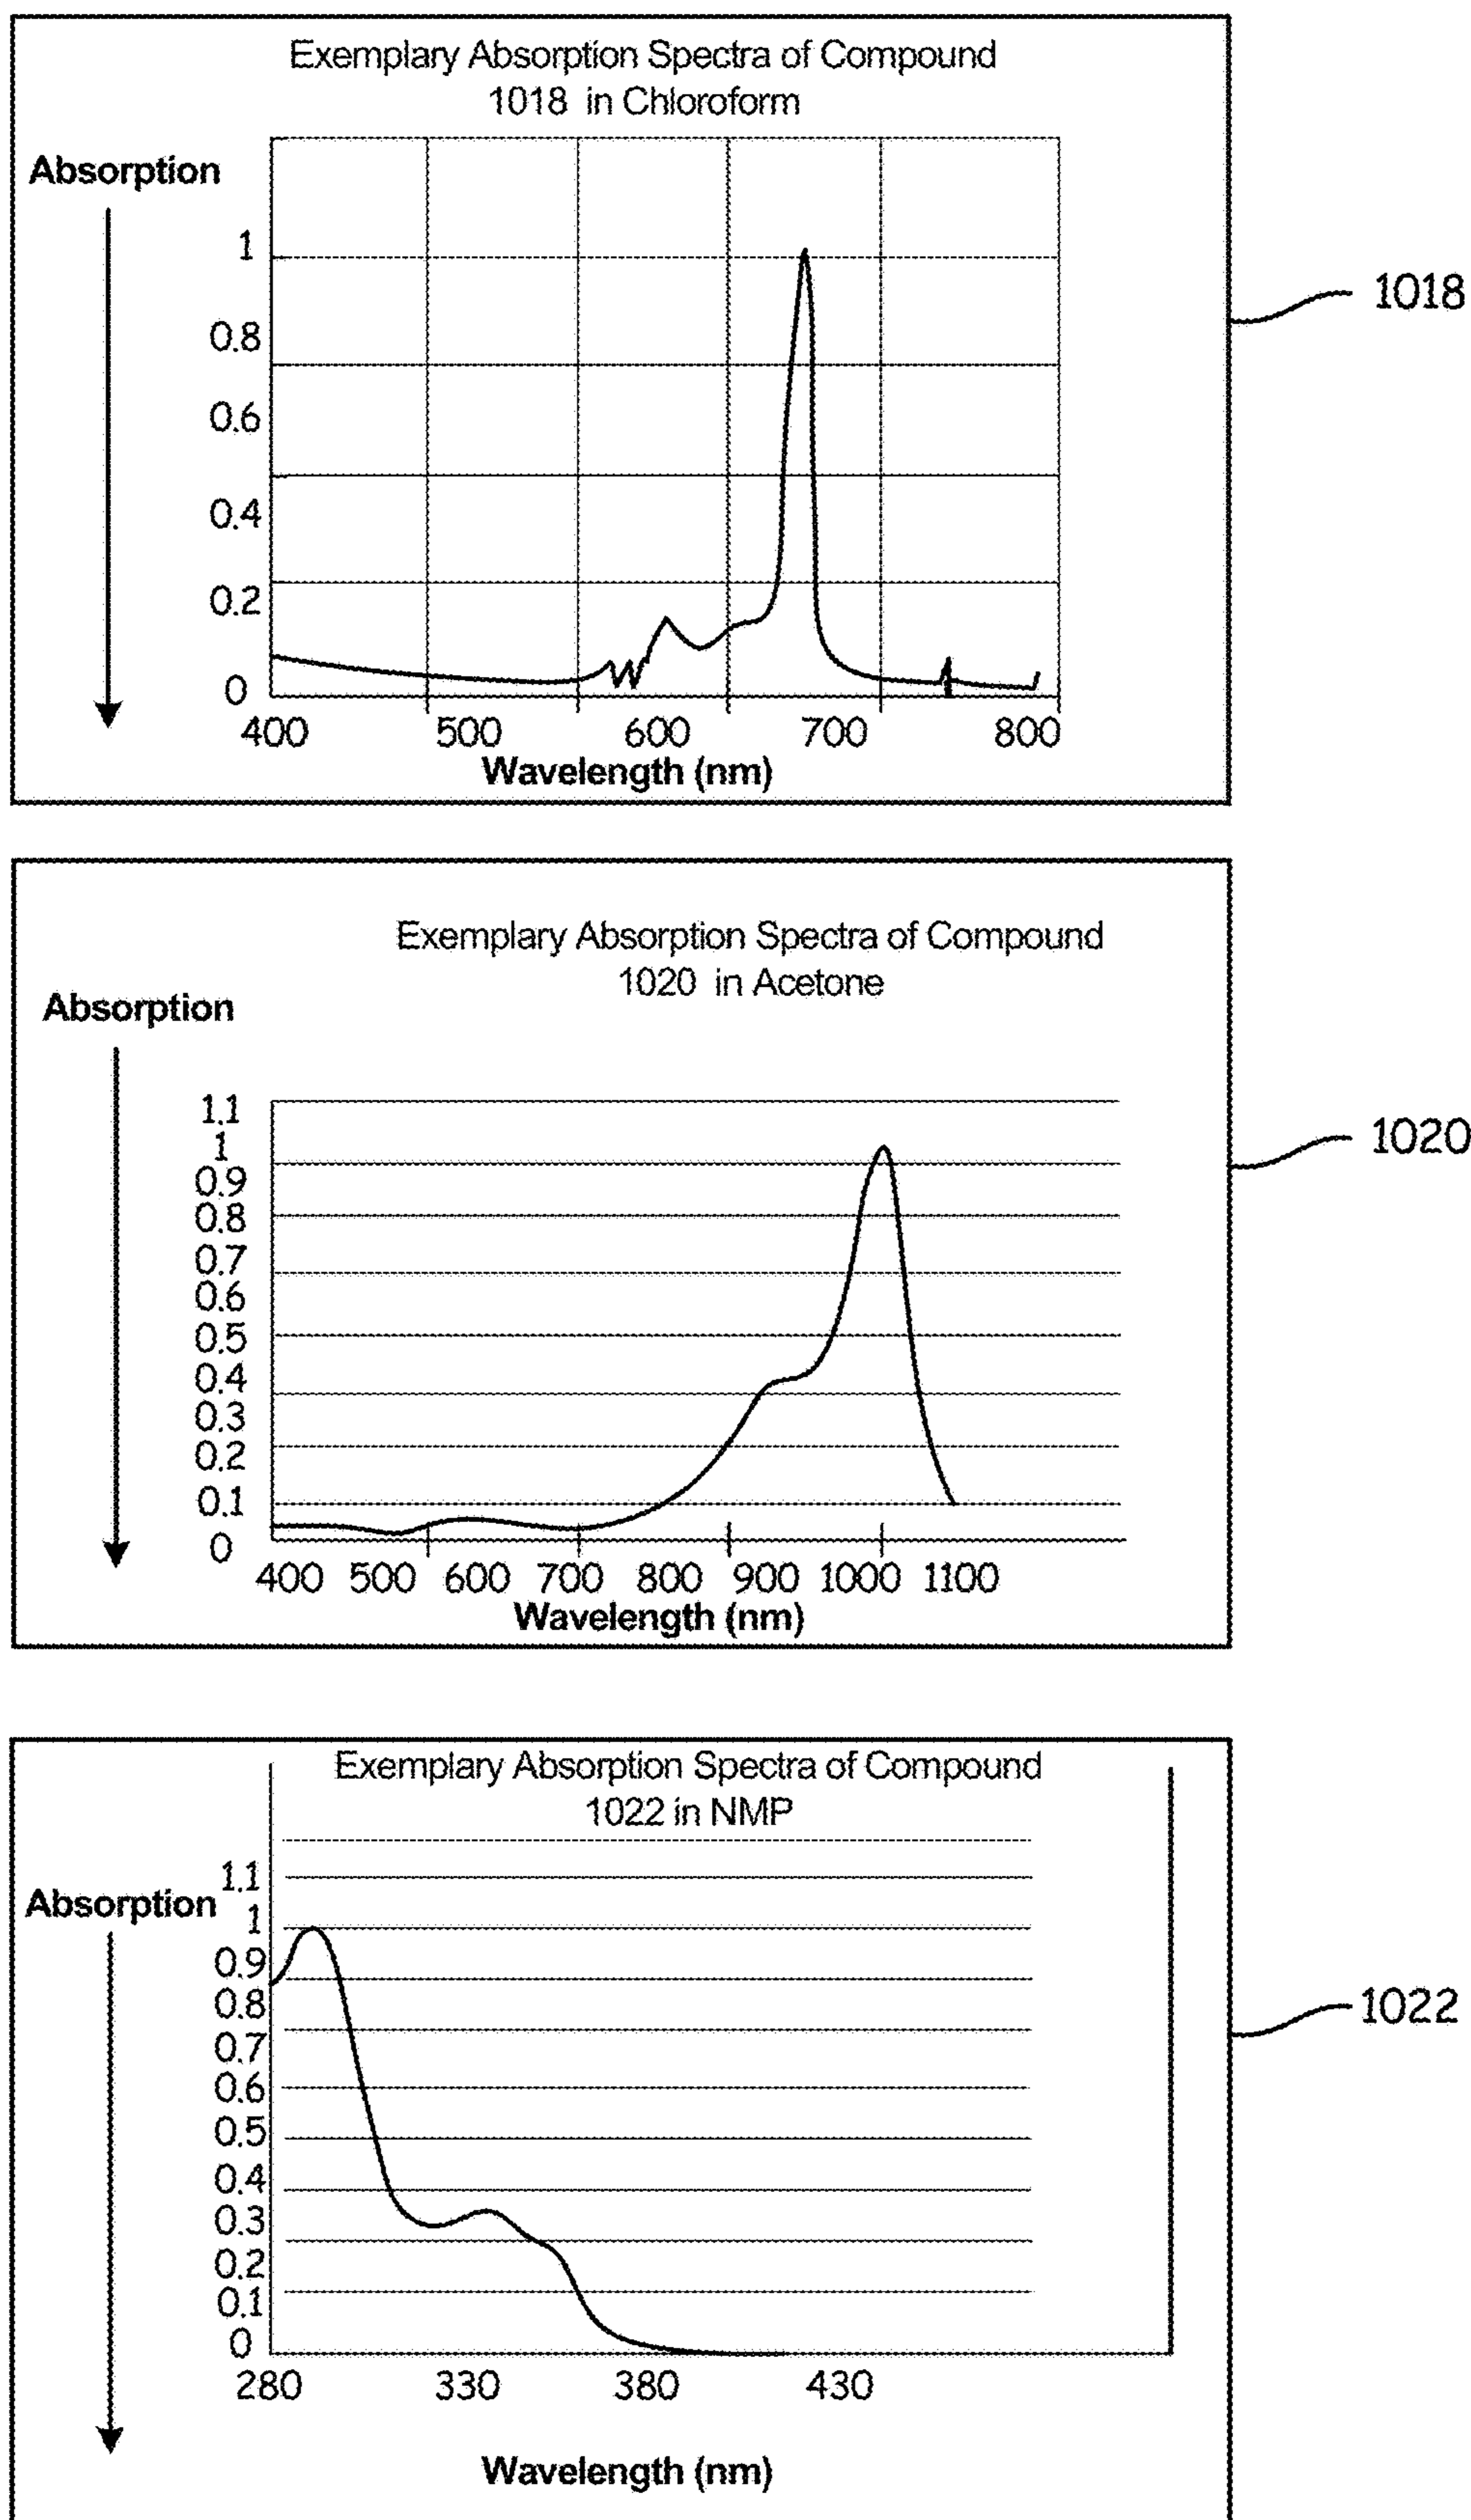 Exemplary Absorption Spectra of Compound
1018 in Chloroform
Absorption
1
0.8
0.6
0.4
0.2
0
400 500 600 700 800
Wavelength (nm)
1018
Exemplary Absorption Spectra of Compound
1020 in Acetone
Absorption
1.1
1
0.9
0.8
0.7
0.6
0.5
0.4
0.3
0.2
0.1
0
400 500 600 700 800 900 1000 1100
Wavelength (nm)
1020
Exemplary Absorption Spectra of Compound
1022 in NMP
Absorption
1.1
1
0.9
0.8
0.7
0.6
0.5
0.4
0.3
0.2
0.1
0
280 330 380 430
Wavelength (nm)
1022